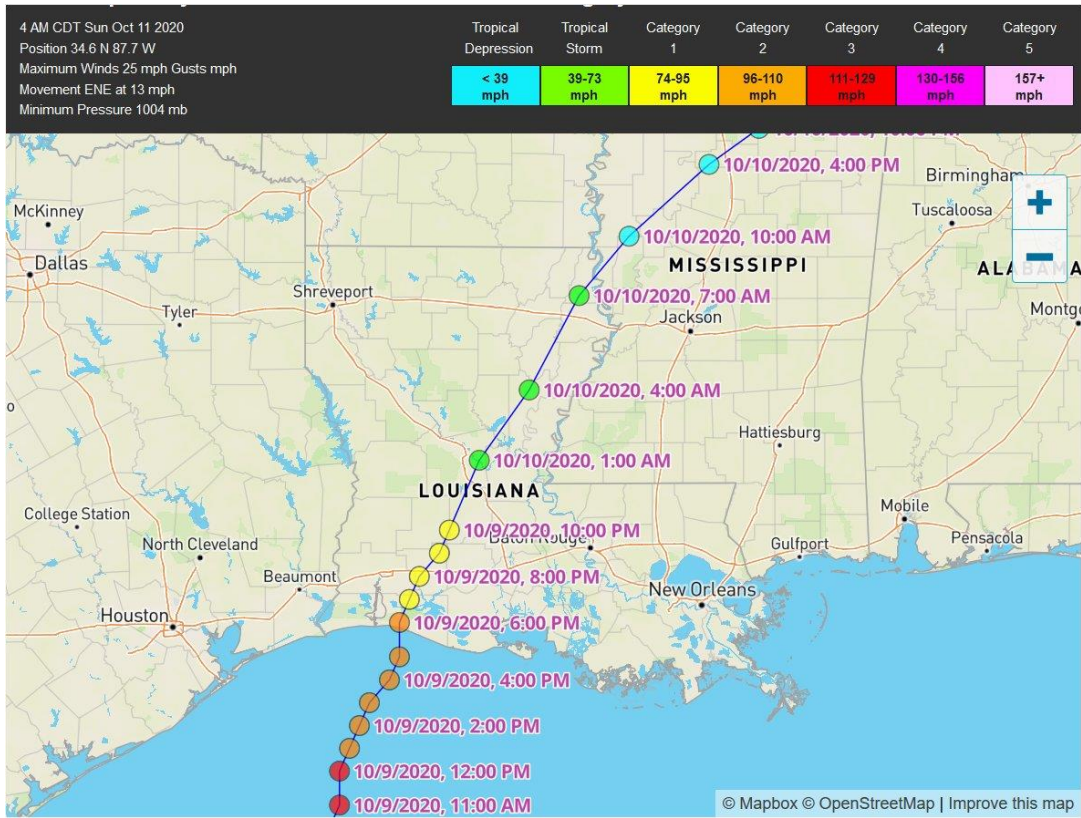 4 AM CDT Sun Oct 11 2020
Position 34.6 N 87.7 W
Maximum Winds 25 mph Gusts mph
Movement ENE at 13 mph
Minimum Pressure 1004 mb
Tropical Depression
Tropical Storm
Category 1
Category 2
Category 3
Category 4
Category 5
< 39 mph
39-73 mph
74-95 mph
96-110 mph
111-129 mph
130-156 mph
157+ mph
10/10/2020, 4:00 PM
Birmingham
+
McKinney
Tuscaloosa
10/10/2020, 10:00 AM
−
Dallas
MISSISSIPPI
ALABAMA
Shreveport
10/10/2020, 7:00 AM
Tyler
Jackson
Montgo
10/10/2020, 4:00 AM
o
Hattiesburg
10/10/2020, 1:00 AM
LOUISIANA
College Station
Mobile
10/9/2020, 10:00 PM
Baton Rouge
North Cleveland
Gulfport
Pensacola
Beaumont
10/9/2020, 8:00 PM
New Orleans
Houston
10/9/2020, 6:00 PM
10/9/2020, 4:00 PM
10/9/2020, 2:00 PM
10/9/2020, 12:00 PM
10/9/2020, 11:00 AM
© Mapbox © OpenStreetMap | Improve this map